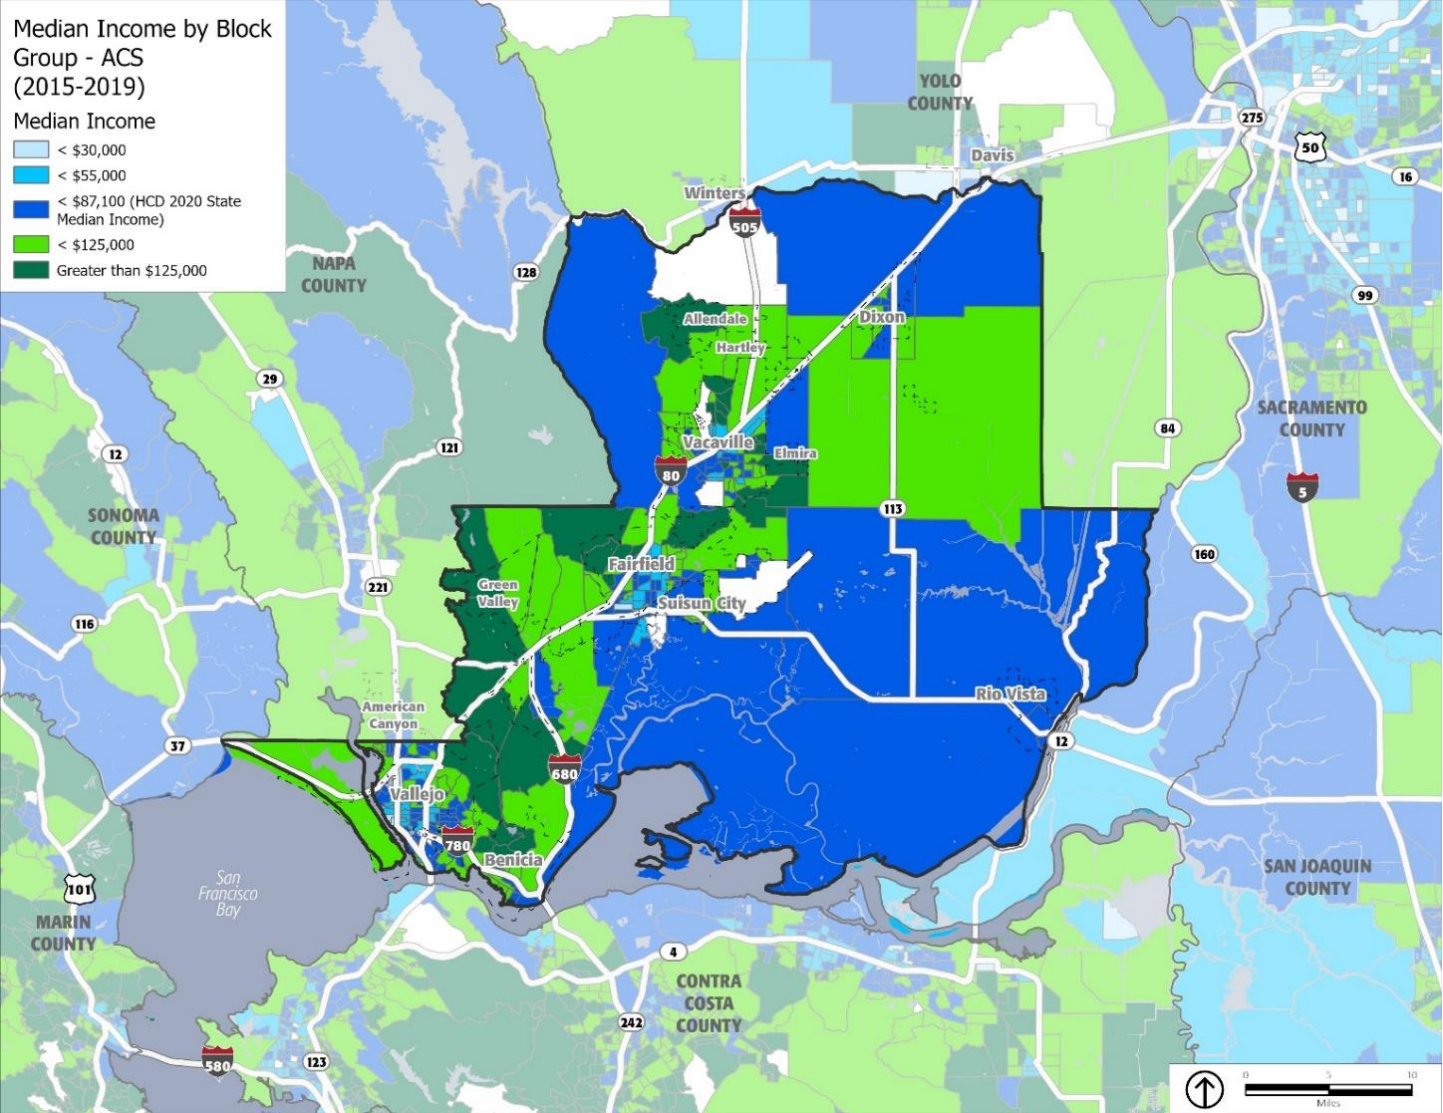 Median Income by Block
Group - ACS
(2015-2019)
Median Income
< $30,000
< $55,000
< $87,100 (HCD 2020 State
Median Income)
< $125,000
Greater than $125,000
YOLO
COUNTY
275
50
Davis
16
Winters
505
NAPA
COUNTY
128
99
Allendale
Dixon
Hartley
29
SACRAMENTO
COUNTY
84
121
12
Vacaville
Elmira
80
5
SONOMA
COUNTY
113
160
Fairfield
Green
Valley
221
Suisun City
116
Rio Vista
American
Canyon
37
12
680
Vallejo
780
Benicia
San
Francisco
Bay
101
SAN JOAQUIN
COUNTY
MARIN
COUNTY
4
CONTRA
COSTA
COUNTY
242
580
123
0 5 10
Miles